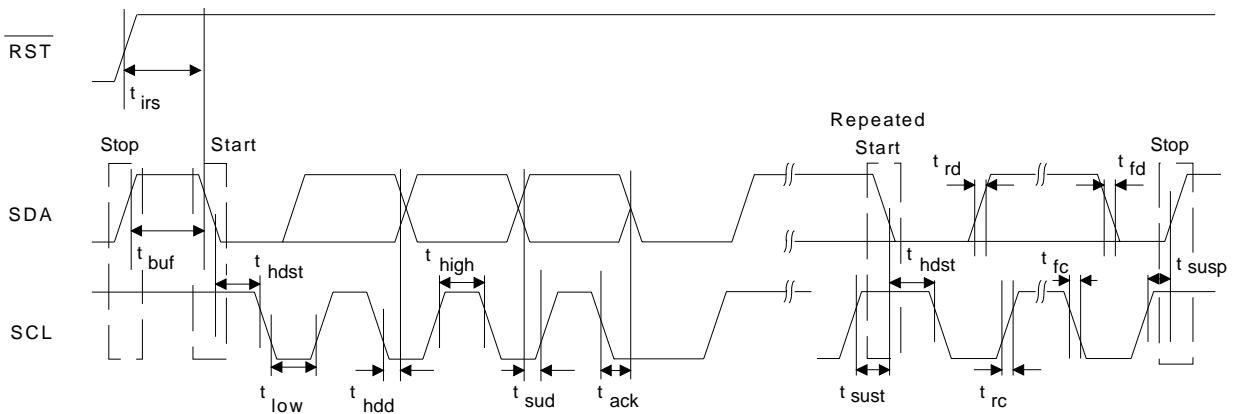 RST
t irs
Repeated
Stop
Start
Start
Stop
t rd
t fd
SDA
t buf
t hdst
t high
t hdst
t fc
t susp
SCL
t low
t hdd
t sud
t ack
t sust
t rc